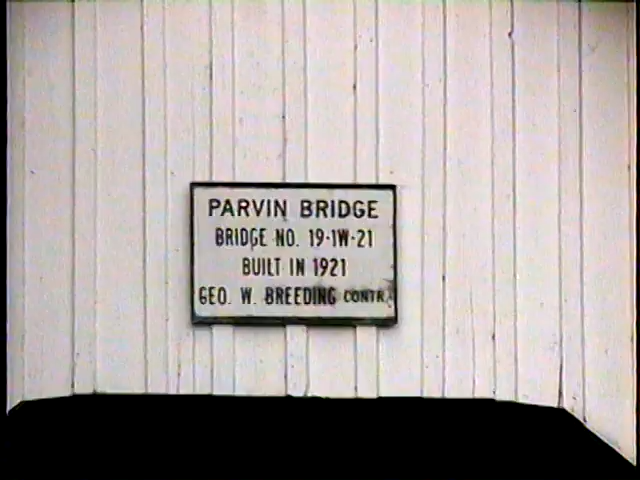 PARVIN BRIDGE
BRIDGE NO. 19-1W-21
BUILT IN 1921
GEO. W. BREEDING CONTR.